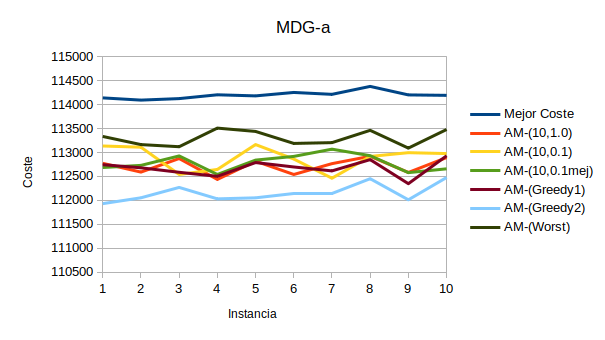 MDG-a
115000
114500
114000
113500
113000
112500
112000
111500
111000
110500
Coste
1 2 3 4 5 6 7 8 9 10
Instancia
Mejor Coste
AM-(10,1.0)
AM-(10,0.1)
AM-(10,0.1mej)
AM-(Greedy1)
AM-(Greedy2)
AM-(Worst)